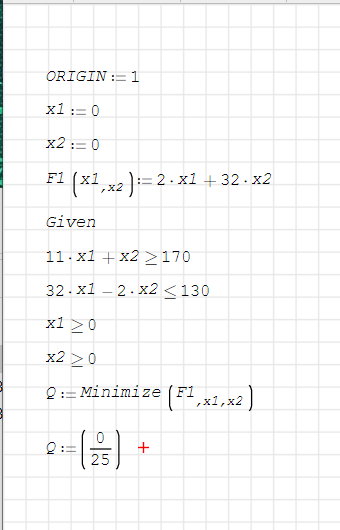 ORIGIN := 1
x1 := 0
x2 := 0
F1 (x1 ,x2) := 2 · x1 + 32 · x2
Given
11 · x1 + x2 ≥ 170
32 · x1 − 2 · x2 ≤ 130
x1 ≥ 0
x2 ≥ 0
Q := Minimize (F1 ,x1,x2)
Q := (0/25) +